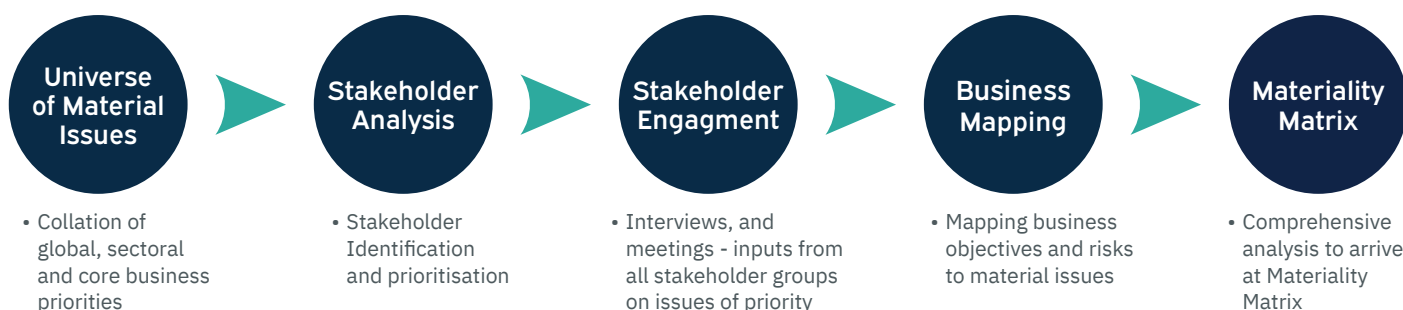 Universe
of Material
Issues
Stakeholder
Analysis
Stakeholder
Engagment
Business
Mapping
Materiality
Matrix
• Collation of
global, sectoral
and core business
priorities
• Stakeholder
Identification
and prioritisation
• Interviews, and
meetings - inputs from
all stakeholder groups
on issues of priority
• Mapping business
objectives and risks
to material issues
• Comprehensive
analysis to arrive
at Materiality
Matrix